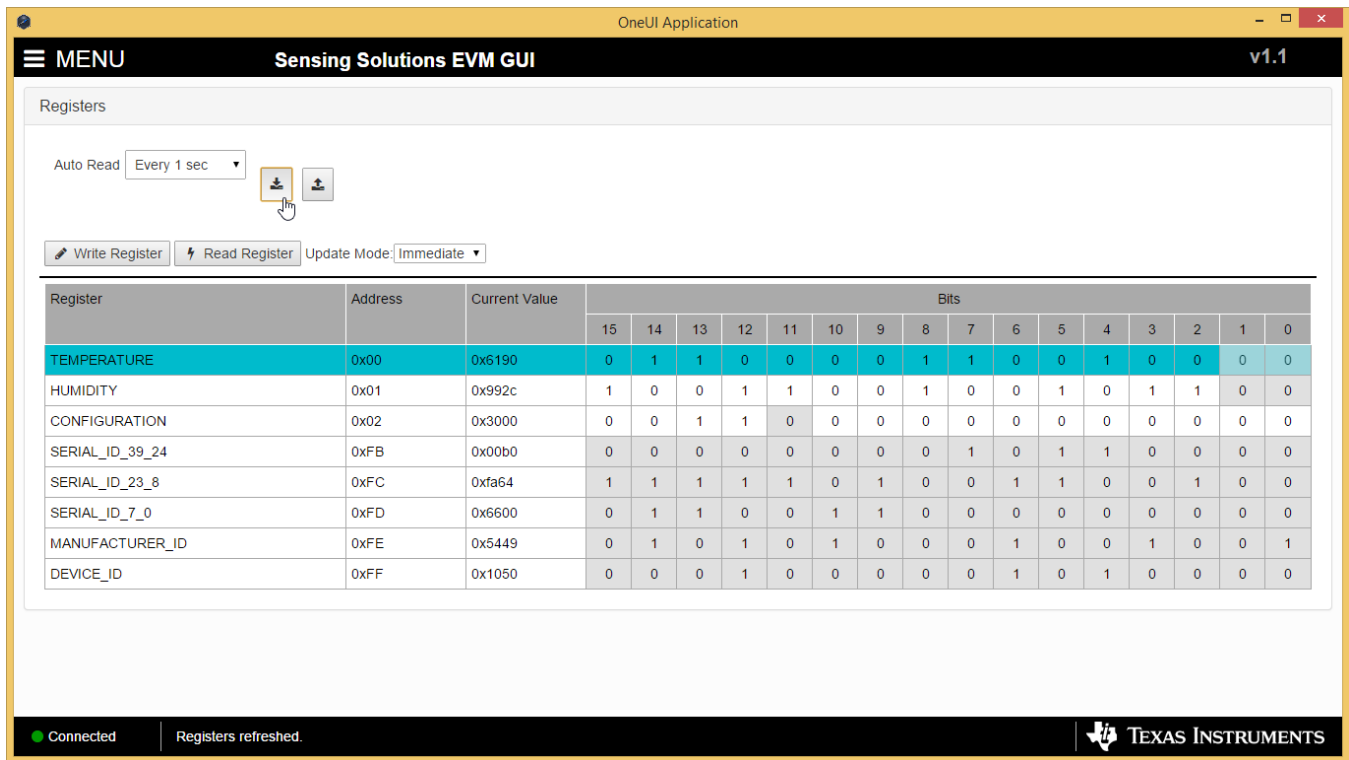 OneUI Application
MENU Sensing Solutions EVM GUI v1.1
Registers
Auto Read Every 1 sec
Write Register Read Register Update Mode: Immediate
Register Address Current Value Bits
15 14 13 12 11 10 9 8 7 6 5 4 3 2 1 0
TEMPERATURE 0x00 0x6190 0 1 1 0 0 0 0 1 1 0 0 1 0 0 0 0
HUMIDITY 0x01 0x992c 1 0 0 1 1 0 0 1 0 0 1 0 1 1 0 0
CONFIGURATION 0x02 0x3000 0 0 1 1 0 0 0 0 0 0 0 0 0 0 0 0
SERIAL_ID_39_24 0xFB 0x00b0 0 0 0 0 0 0 0 0 1 0 1 1 0 0 0 0
SERIAL_ID_23_8 0xFC 0xfa64 1 1 1 1 1 0 1 0 0 1 1 0 0 1 0 0
SERIAL_ID_7_0 0xFD 0x6600 0 1 1 0 0 1 1 0 0 0 0 0 0 0 0 0
MANUFACTURER_ID 0xFE 0x5449 0 1 0 1 0 1 0 0 0 1 0 0 1 0 0 1
DEVICE_ID 0xFF 0x1050 0 0 0 1 0 0 0 0 0 1 0 1 0 0 0 0
Connected Registers refreshed. TEXAS INSTRUMENTS